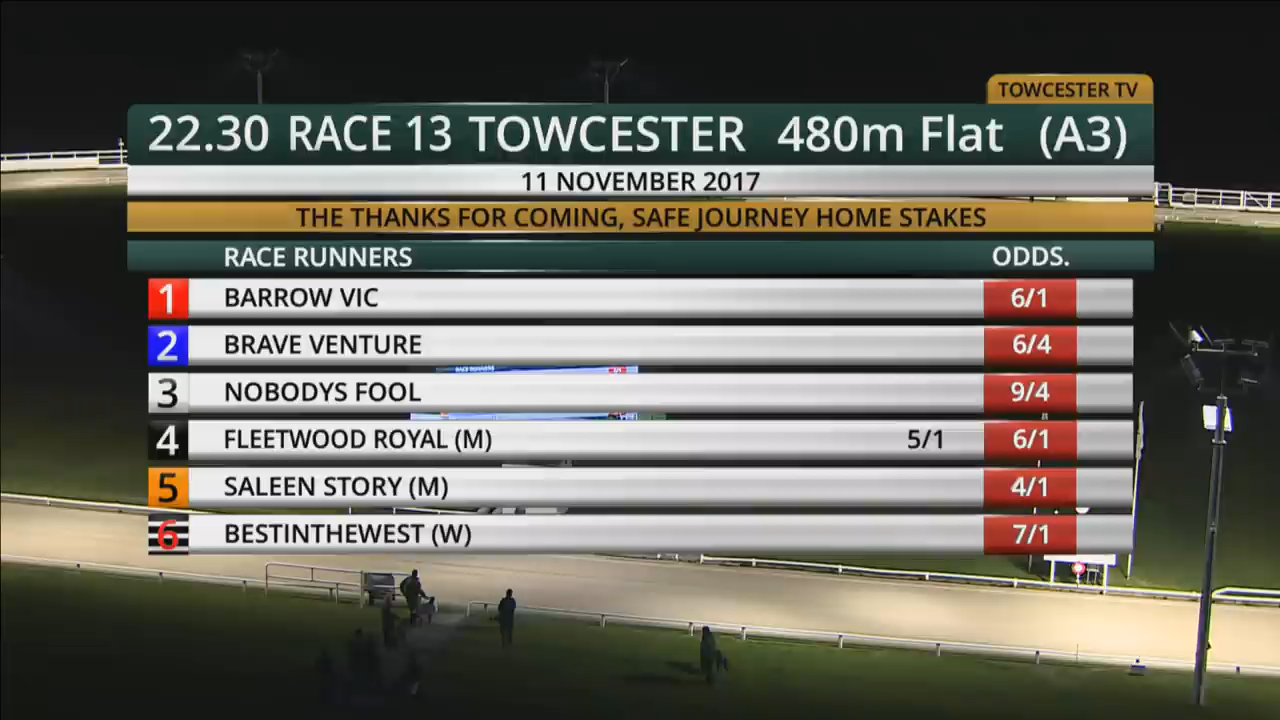 TOWCESTER TV
22.30 RACE 13 TOWCESTER 480m Flat (A3)
11 NOVEMBER 2017
THE THANKS FOR COMING, SAFE JOURNEY HOME STAKES
RACE RUNNERS ODDS.
1 BARROW VIC 6/1
2 BRAVE VENTURE 6/4
RACE RUNNERS
3 NOBODYS FOOL 9/4
4 FLEETWOOD ROYAL (M) 5/1 6/1
5 SALEEN STORY (M) 4/1
6 BESTINTHEWEST (W) 7/1